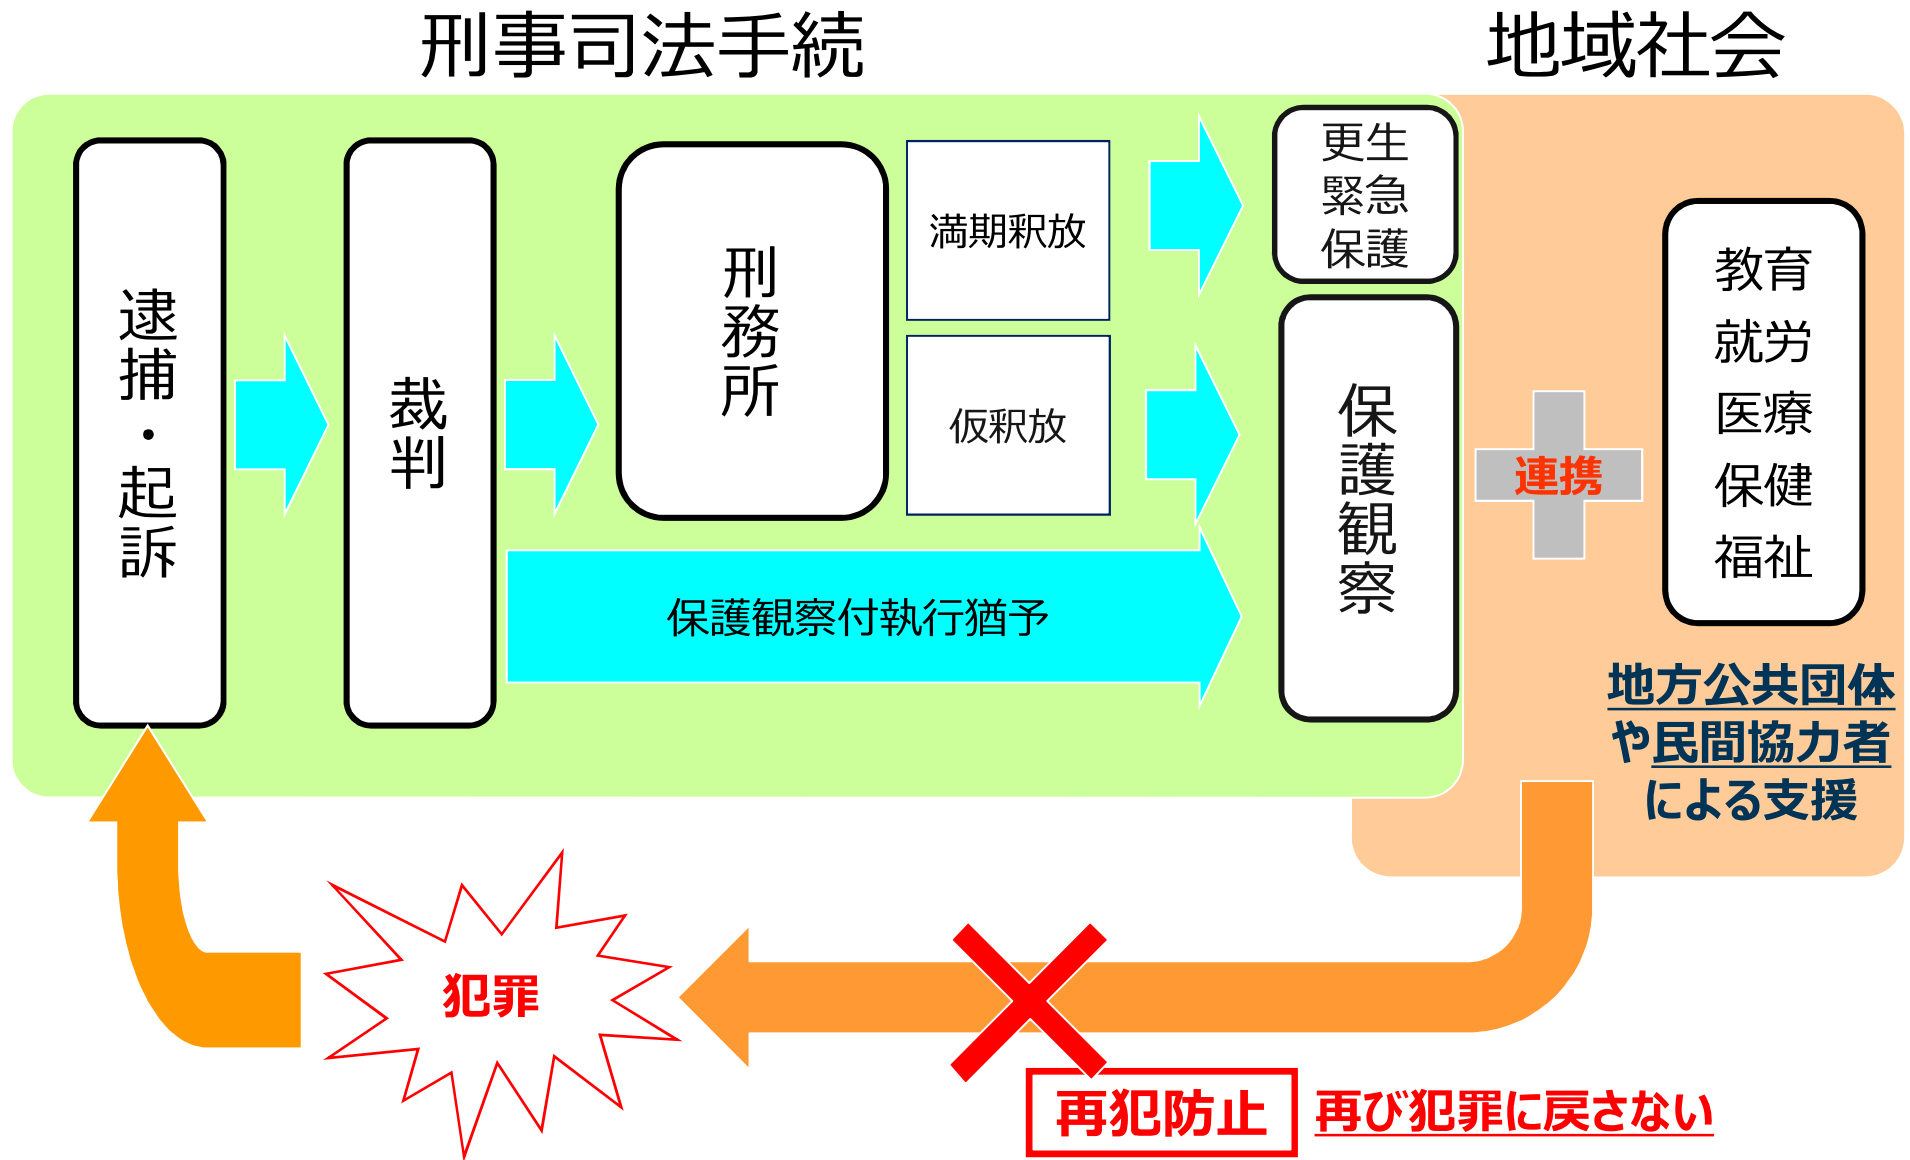 刑事司法手続
地域社会
逮捕・起訴
裁判
刑務所
満期釈放
仮釈放
保護観察付執行猶予
更生
緊急
保護
保護観察
連携
教育
就労
医療
保健
福祉
地方公共団体
や民間協力者
による支援
犯罪
再犯防止
再び犯罪に戻さない